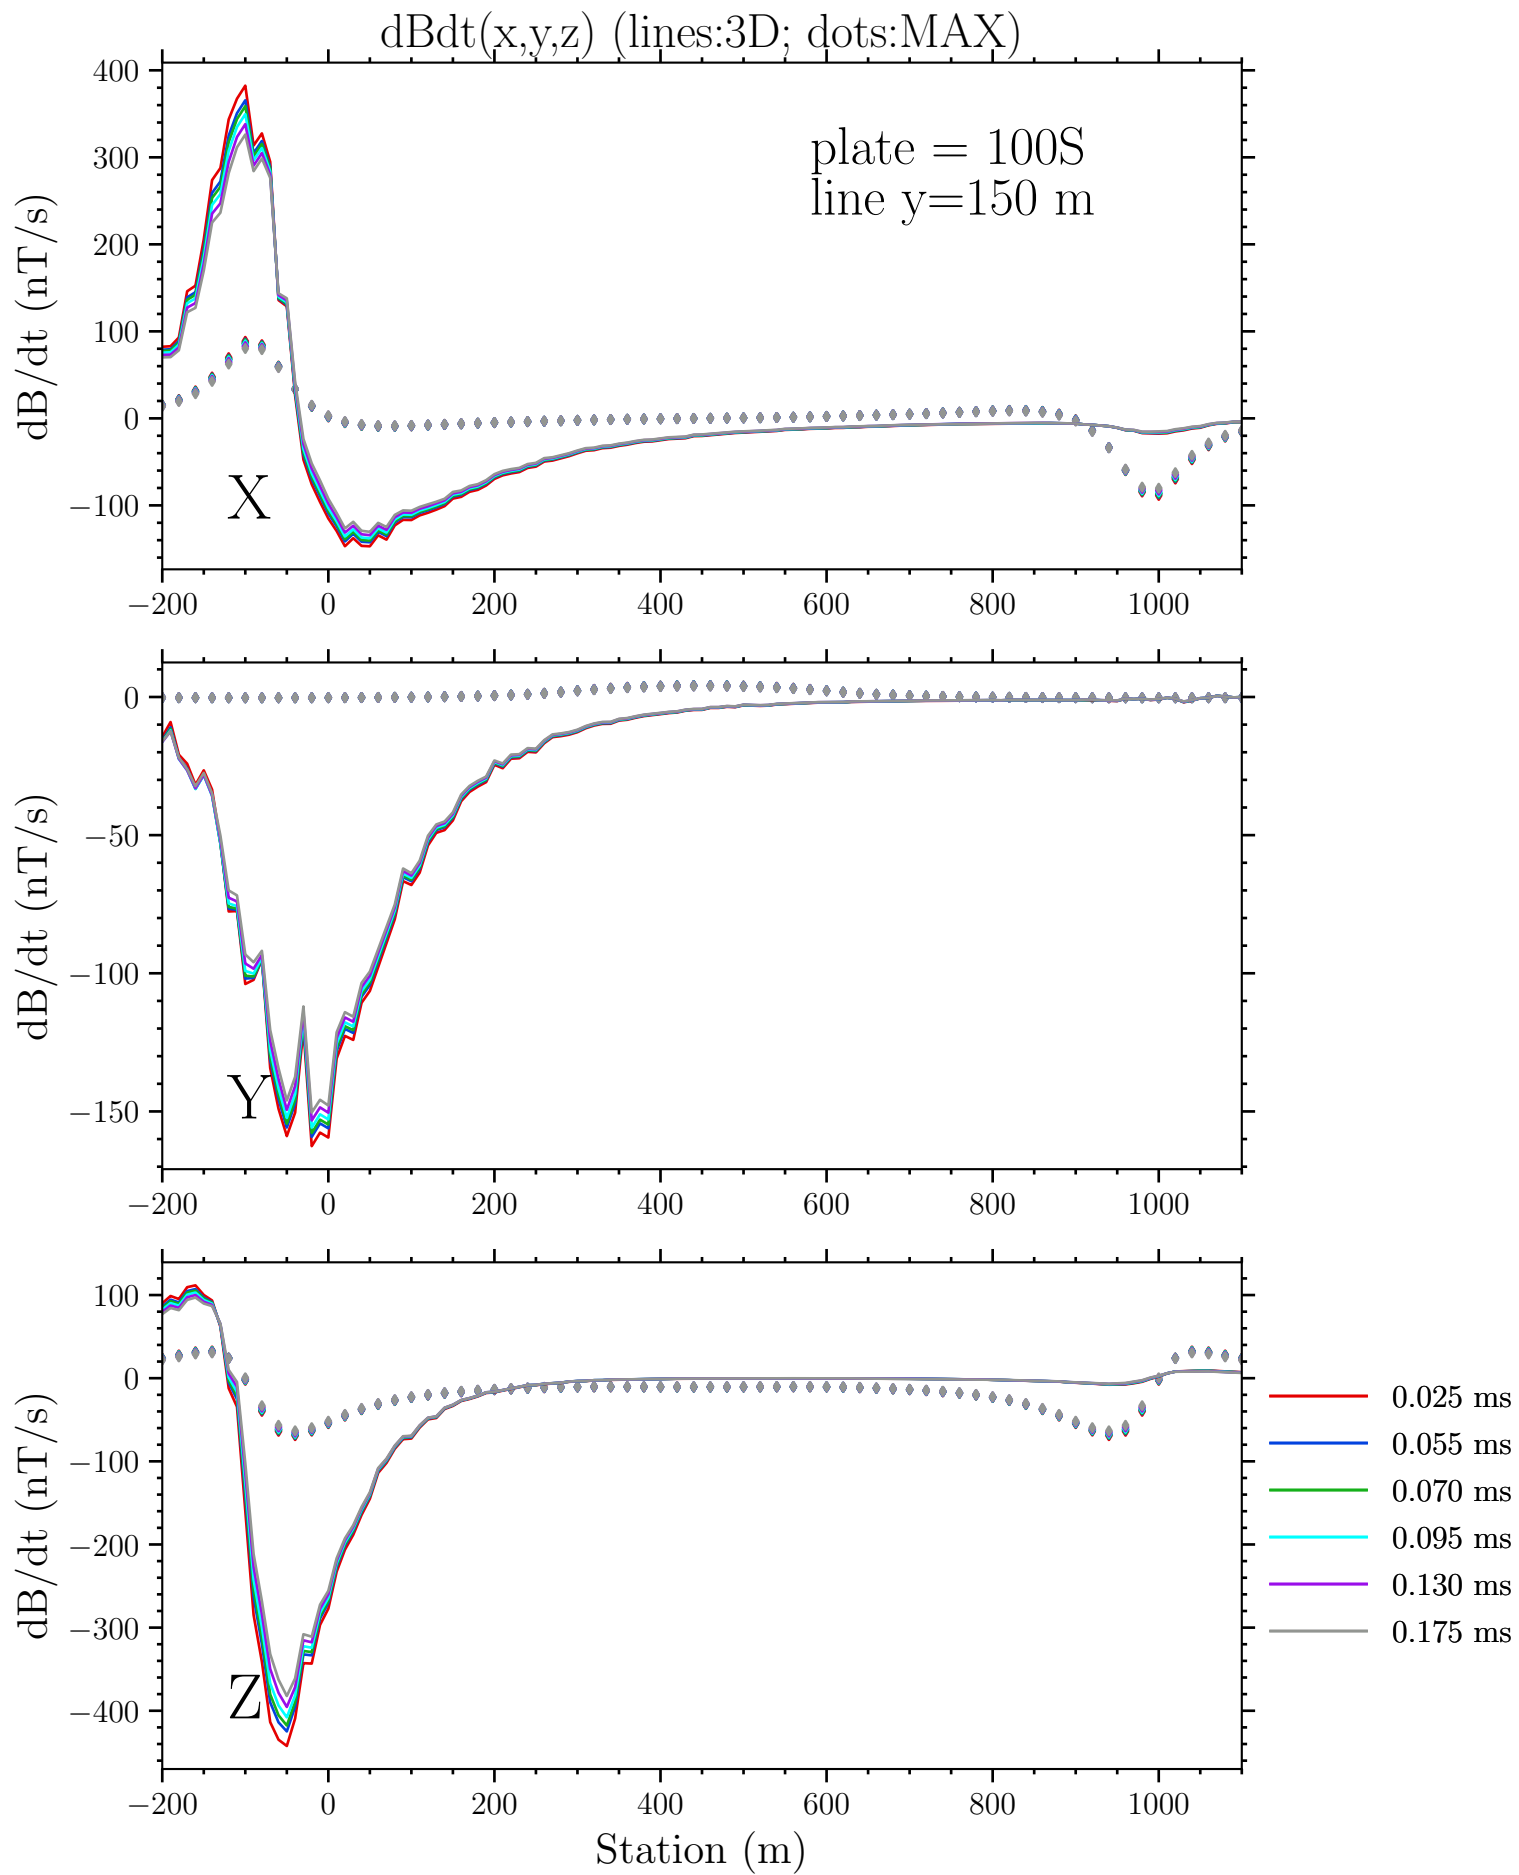 dBdt(x,y,z) (lines:3D; dots:MAX)
400
300
200
100
0
−100
dB/dt (nT/s)
plate = 100S
line y=150 m
X
−200 0 200 400 600 800 1000
0
−50
−100
−150
dB/dt (nT/s)
Y
−200 0 200 400 600 800 1000
100
0
−100
−200
−300
−400
dB/dt (nT/s)
Z
−200 0 200 400 600 800 1000
Station (m)
0.025 ms
0.055 ms
0.070 ms
0.095 ms
0.130 ms
0.175 ms